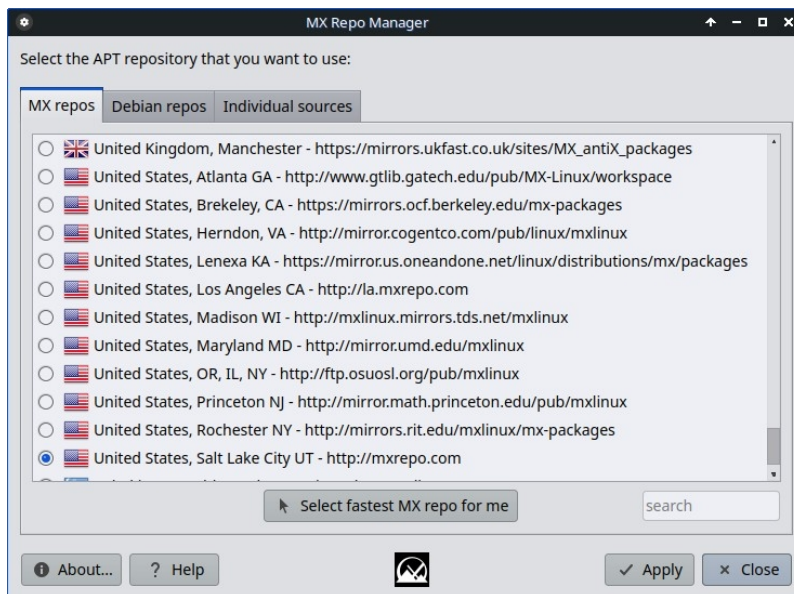 MX Repo Manager
Select the APT repository that you want to use:
MX repos Debian repos Individual sources
United Kingdom, Manchester - https://mirrors.ukfast.co.uk/sites/MX_antiX_packages
United States, Atlanta GA - http://www.gtlib.gatech.edu/pub/MX-Linux/workspace
United States, Brekeley, CA - https://mirrors.ocf.berkeley.edu/mx-packages
United States, Herndon, VA - http://mirror.cogentco.com/pub/linux/mxlinux
United States, Lenexa KA - https://mirror.us.oneandone.net/linux/distributions/mx/packages
United States, Los Angeles CA - http://la.mxrepo.com
United States, Madison WI - http://mxlinux.mirrors.tds.net/mxlinux
United States, Maryland MD - http://mirror.umd.edu/mxlinux
United States, OR, IL, NY - http://ftp.osuosl.org/pub/mxlinux
United States, Princeton NJ - http://mirror.math.princeton.edu/pub/mxlinux
United States, Rochester NY - http://mirrors.rit.edu/mxlinux/mx-packages
United States, Salt Lake City UT - http://mxrepo.com
Select fastest MX repo for me search
About... ? Help Apply Close